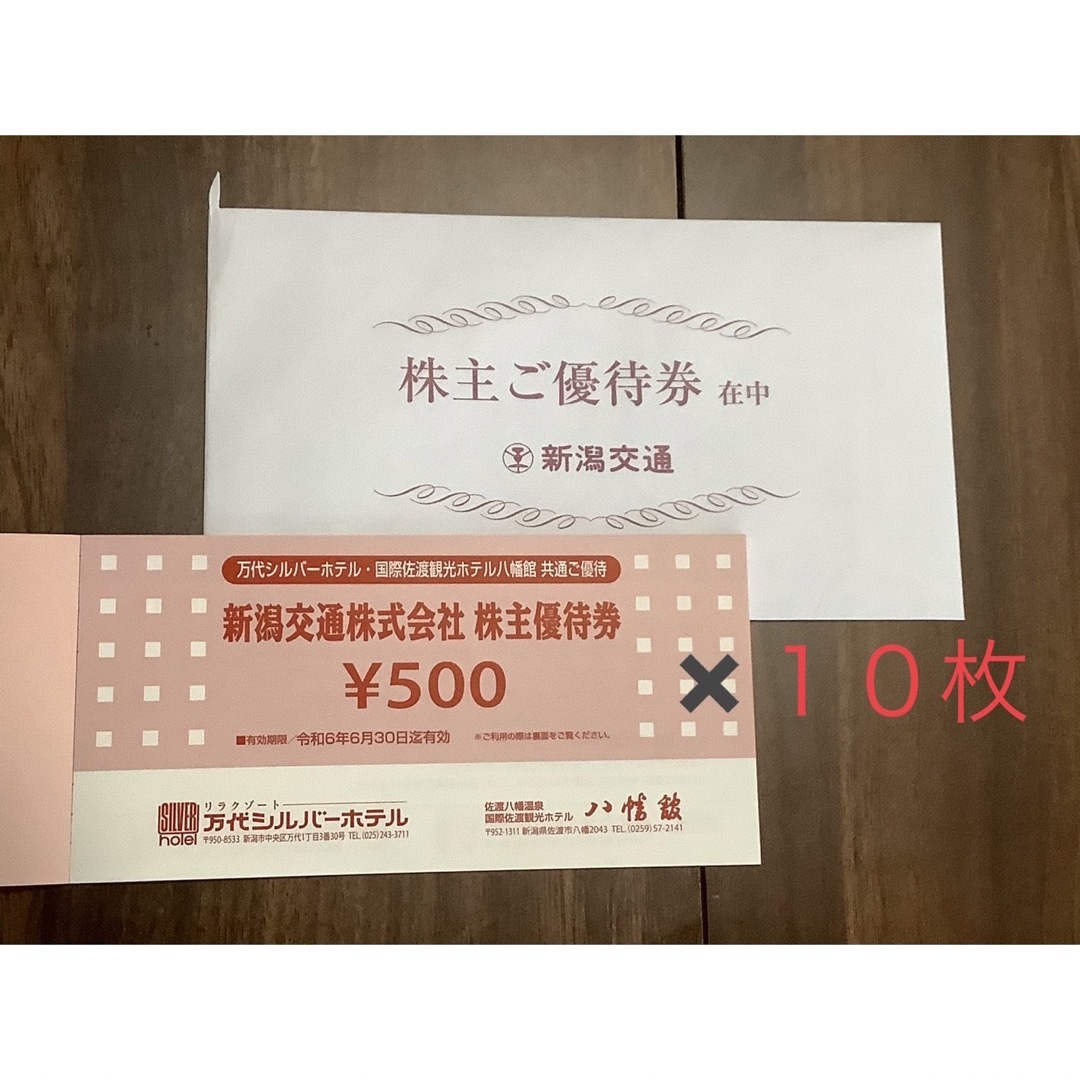 株主ご優待券 在中
新潟交通
万代シルバーホテル・国際佐渡観光ホテル八幡館 共通ご優待
新潟交通株式会社 株主優待券
¥500
✖１０枚
■有効期限／令和6年6月30日迄有効 ※ご利用の際は裏面をご覧ください。
SILVER
hotel
リラクゾート
万代シルバーホテル
〒950-8533 新潟市中央区万代1丁目3番30号 TEL.(025)243-3711
佐渡八幡温泉
国際佐渡観光ホテル 八幡館
〒952-1311 新潟県佐渡市八幡2043 TEL.(0259)57-2141